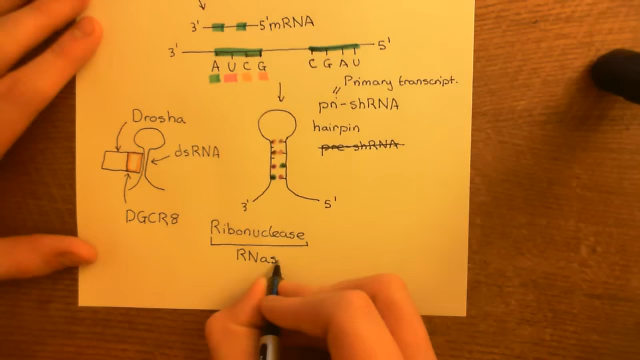 3' 5' mRNA
3' 5'
A U C G C G A U
Primary transcript.
pri-shRNA
hairpin
pre-shRNA
Drosha
dsRNA
DGCR8
3' 5'
Ribonuclease
RNas